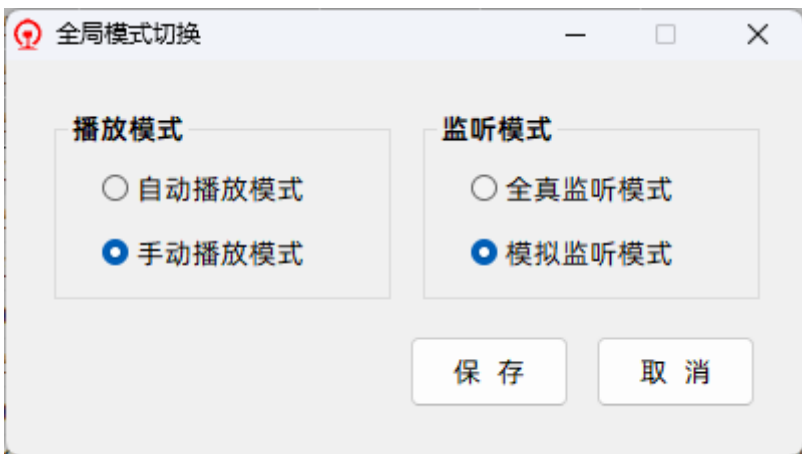 全局模式切换
播放模式
自动播放模式
手动播放模式
监听模式
全真监听模式
模拟监听模式
保存
取消